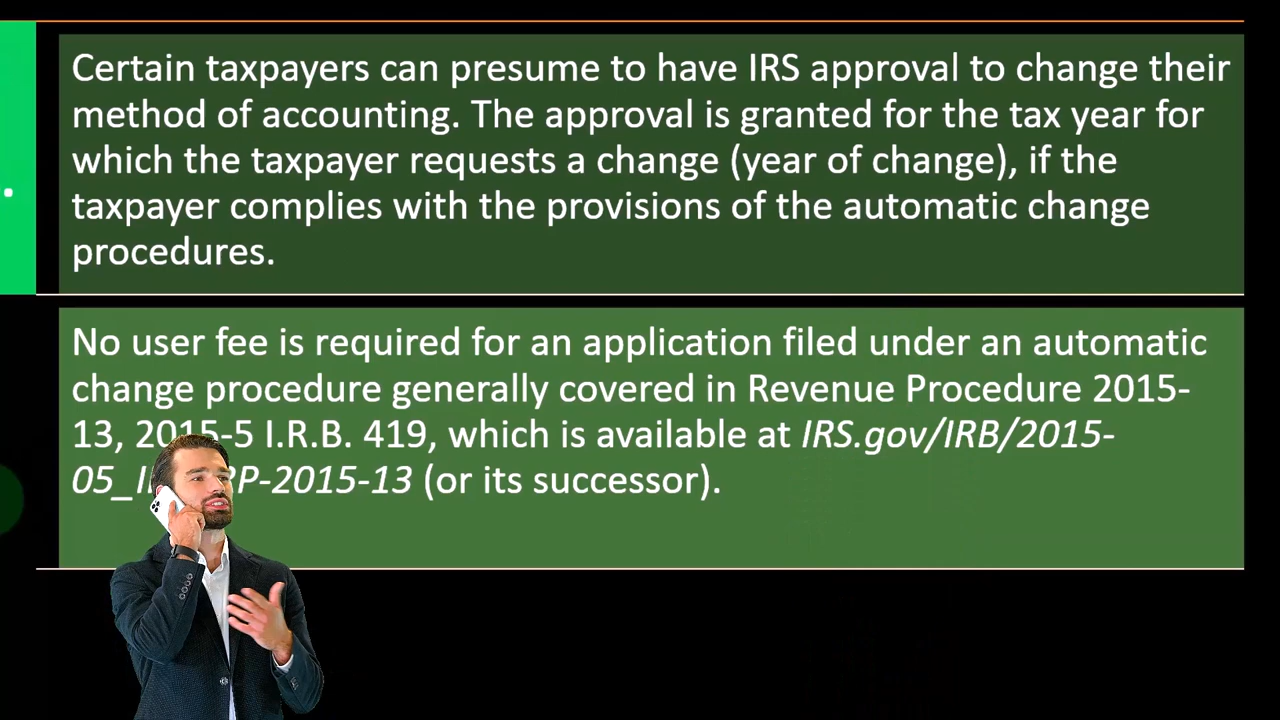 Certain taxpayers can presume to have IRS approval to change their
method of accounting. The approval is granted for the tax year for
which the taxpayer requests a change (year of change), if the
taxpayer complies with the provisions of the automatic change
procedures.
No user fee is required for an application filed under an automatic
change procedure generally covered in Revenue Procedure 2015-
13, 2015-5 I.R.B. 419, which is available at IRS.gov/IRB/2015-
(or its successor).